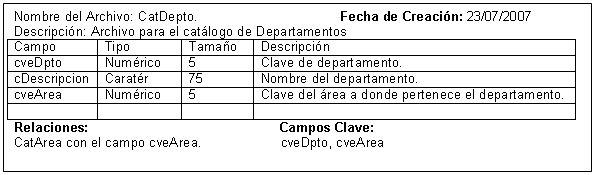 Nombre del Archivo: CatDepto. Fecha de Creación: 23/07/2007
Descripción: Archivo para el catálogo de Departamentos
Campo Tipo Tamaño Descripción
cveDpto Numérico 5 Clave de departamento.
cDescripcion Caratér 75 Nombre del departamento.
cveArea Numérico 5 Clave del área a donde pertenece el departamento.
Relaciones: Campos Clave:
CatArea con el campo cveArea. cveDpto, cveArea